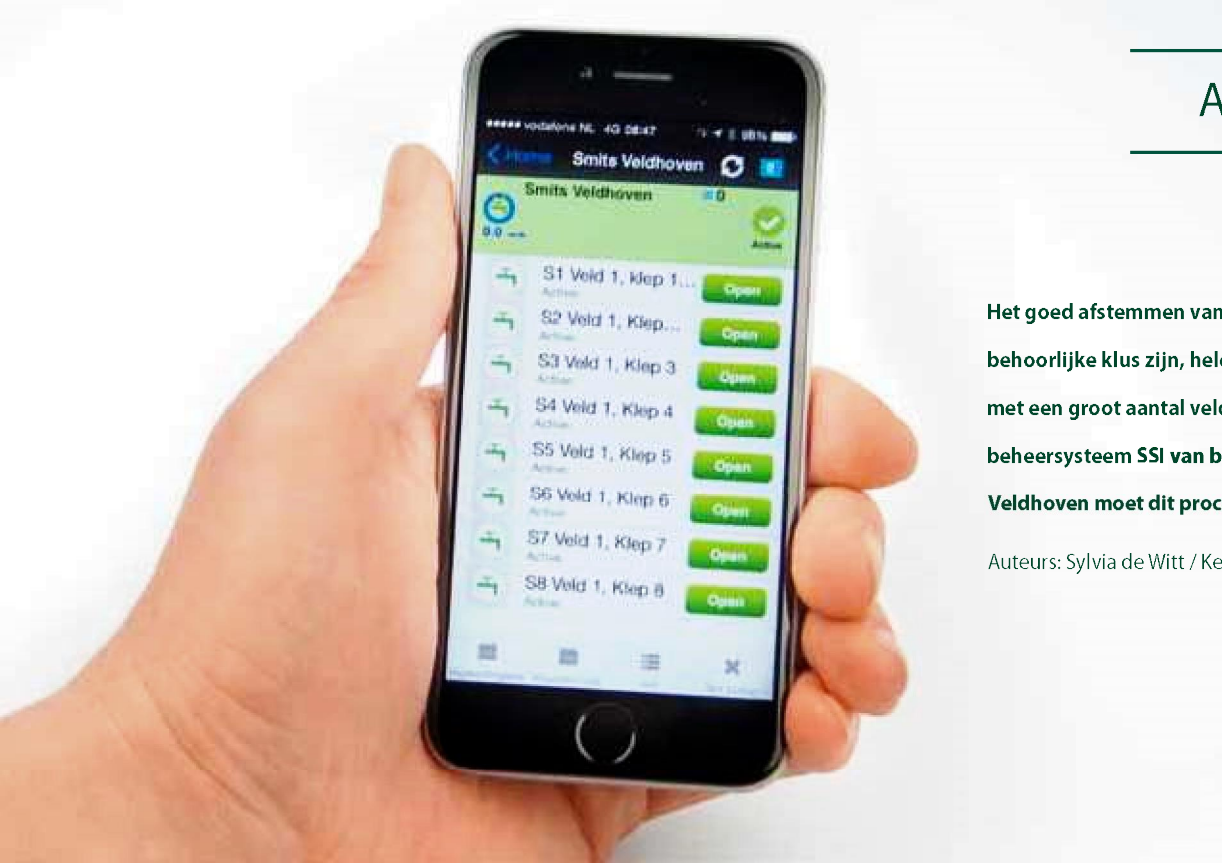 vodafone NL 4G 08:47 98%
Home Smits Veldhoven
Smits Veldhoven 0
0,0
Active
S1 Veld 1, klep 1... Open
Active
S2 Veld 1, Klep... Open
Active
S3 Veld 1, Klep 3 Open
Active
S4 Veld 1, Klep 4 Open
Active
S5 Veld 1, Klep 5 Open
Active
S6 Veld 1, Klep 6 Open
Active
S7 Veld 1, Klep 7 Open
Active
S8 Veld 1, Klep 8 Open
Active
A
Het goed afstemmen van
behoorlijke klus zijn, hel
met een groot aantal vel
beheersysteem SSI van b
Veldhoven moet dit proc
Auteurs: Sylvia de Witt / Ke